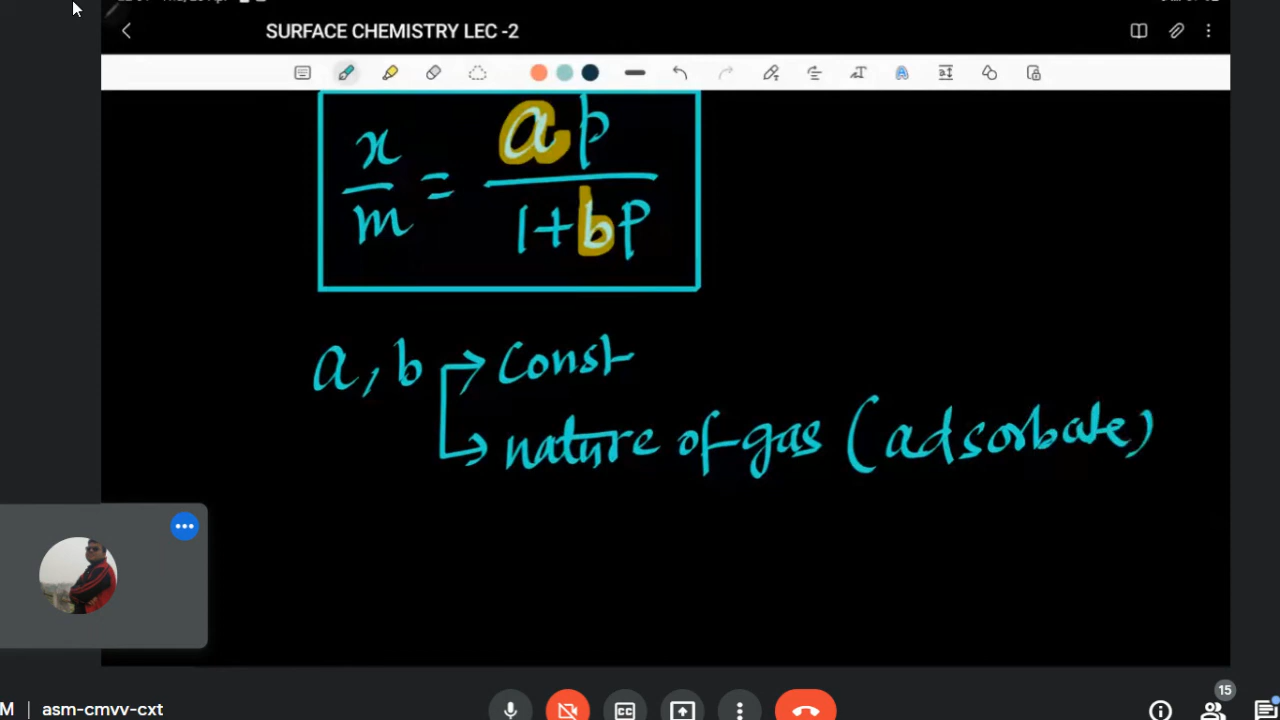 SURFACE CHEMISTRY LEC -2
x/m = ap/1+bp
a, b → const
→ nature of gas (adsorbate)
M | asm-cmvv-cxt
15